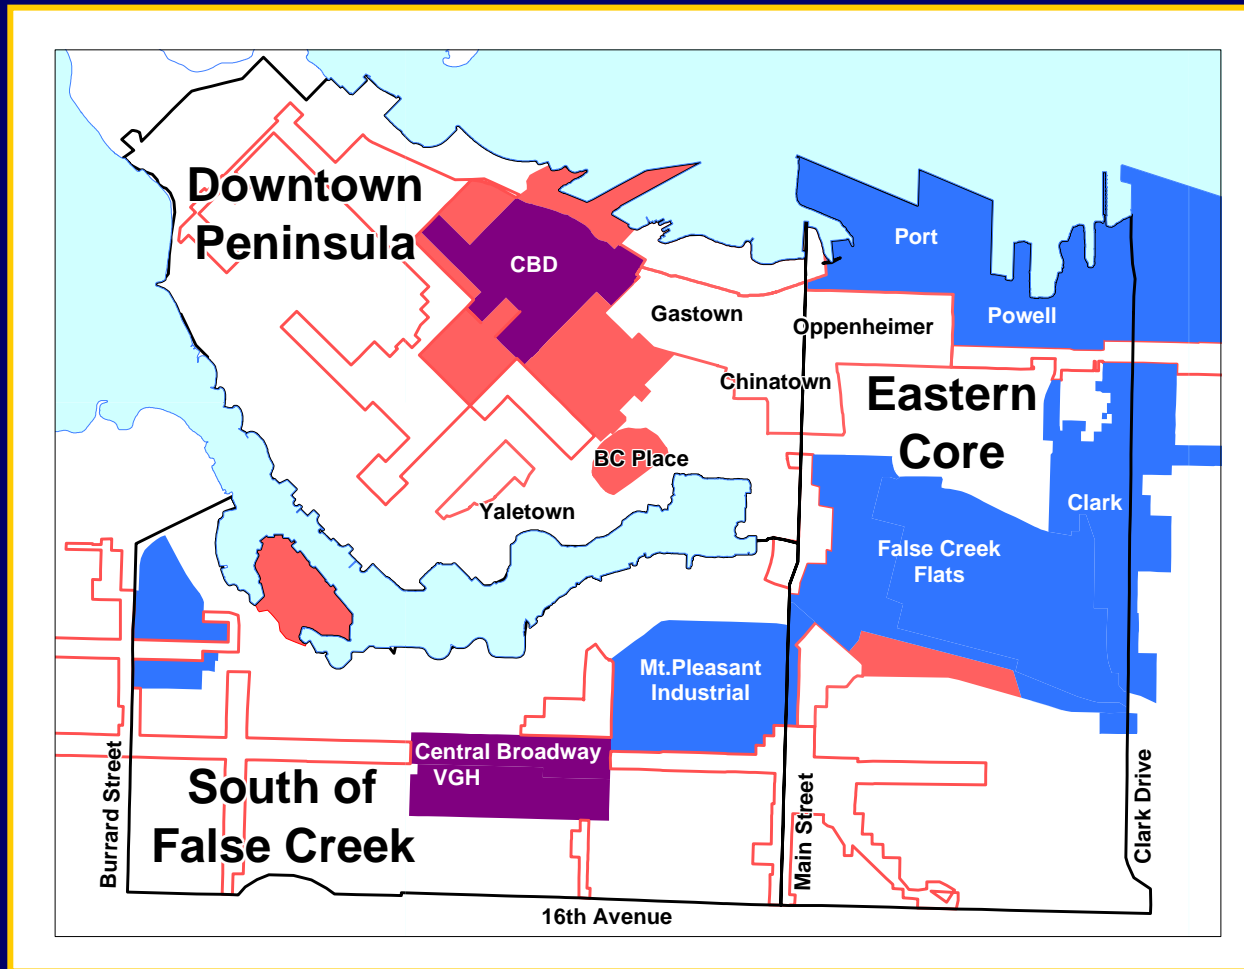 Downtown
Peninsula
CBD
Port
Gastown
Oppenheimer
Powell
Chinatown
Eastern
Core
BC Place
Yaletown
Clark
False Creek
Flats
Mt.Pleasant
Industrial
Central Broadway
VGH
South of
False Creek
Burrard Street
Main Street
Clark Drive
16th Avenue